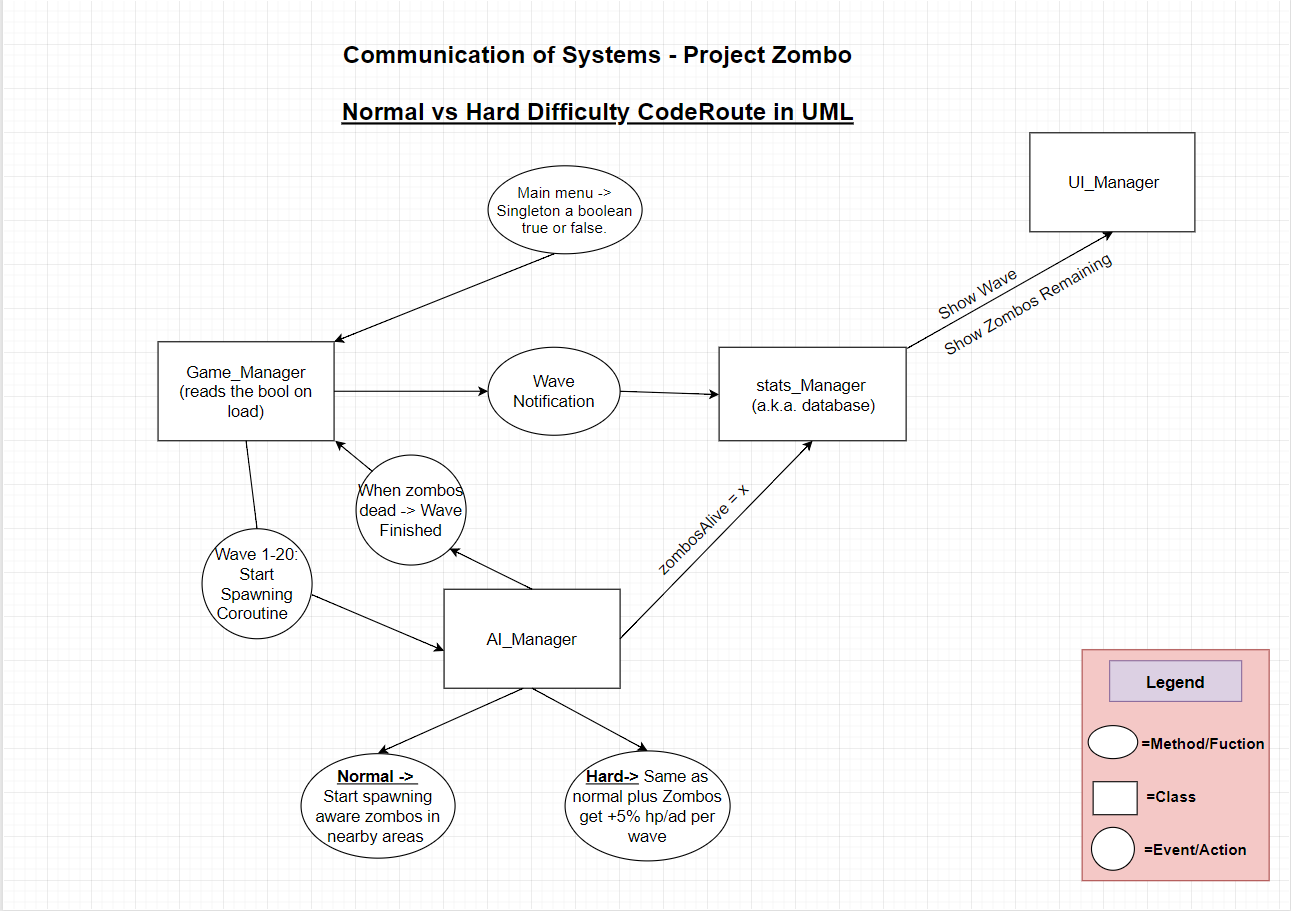 Communication of Systems - Project Zombo
Normal vs Hard Difficulty CodeRoute in UML
UI_Manager
Main menu ->
Singleton a boolean
true or false.
Show Wave
Show Zombos Remaining
Game_Manager
(reads the bool on
load)
Wave
Notification
stats_Manager
(a.k.a. database)
When zombos
dead -> Wave
Finished
zombosAlive = x
Wave 1-20:
Start
Spawning
Coroutine
AI_Manager
Normal ->
Start spawning
aware zombos in
nearby areas
Hard-> Same as
normal plus Zombos
get +5% hp/ad per
wave
Legend
=Method/Fuction
=Class
=Event/Action